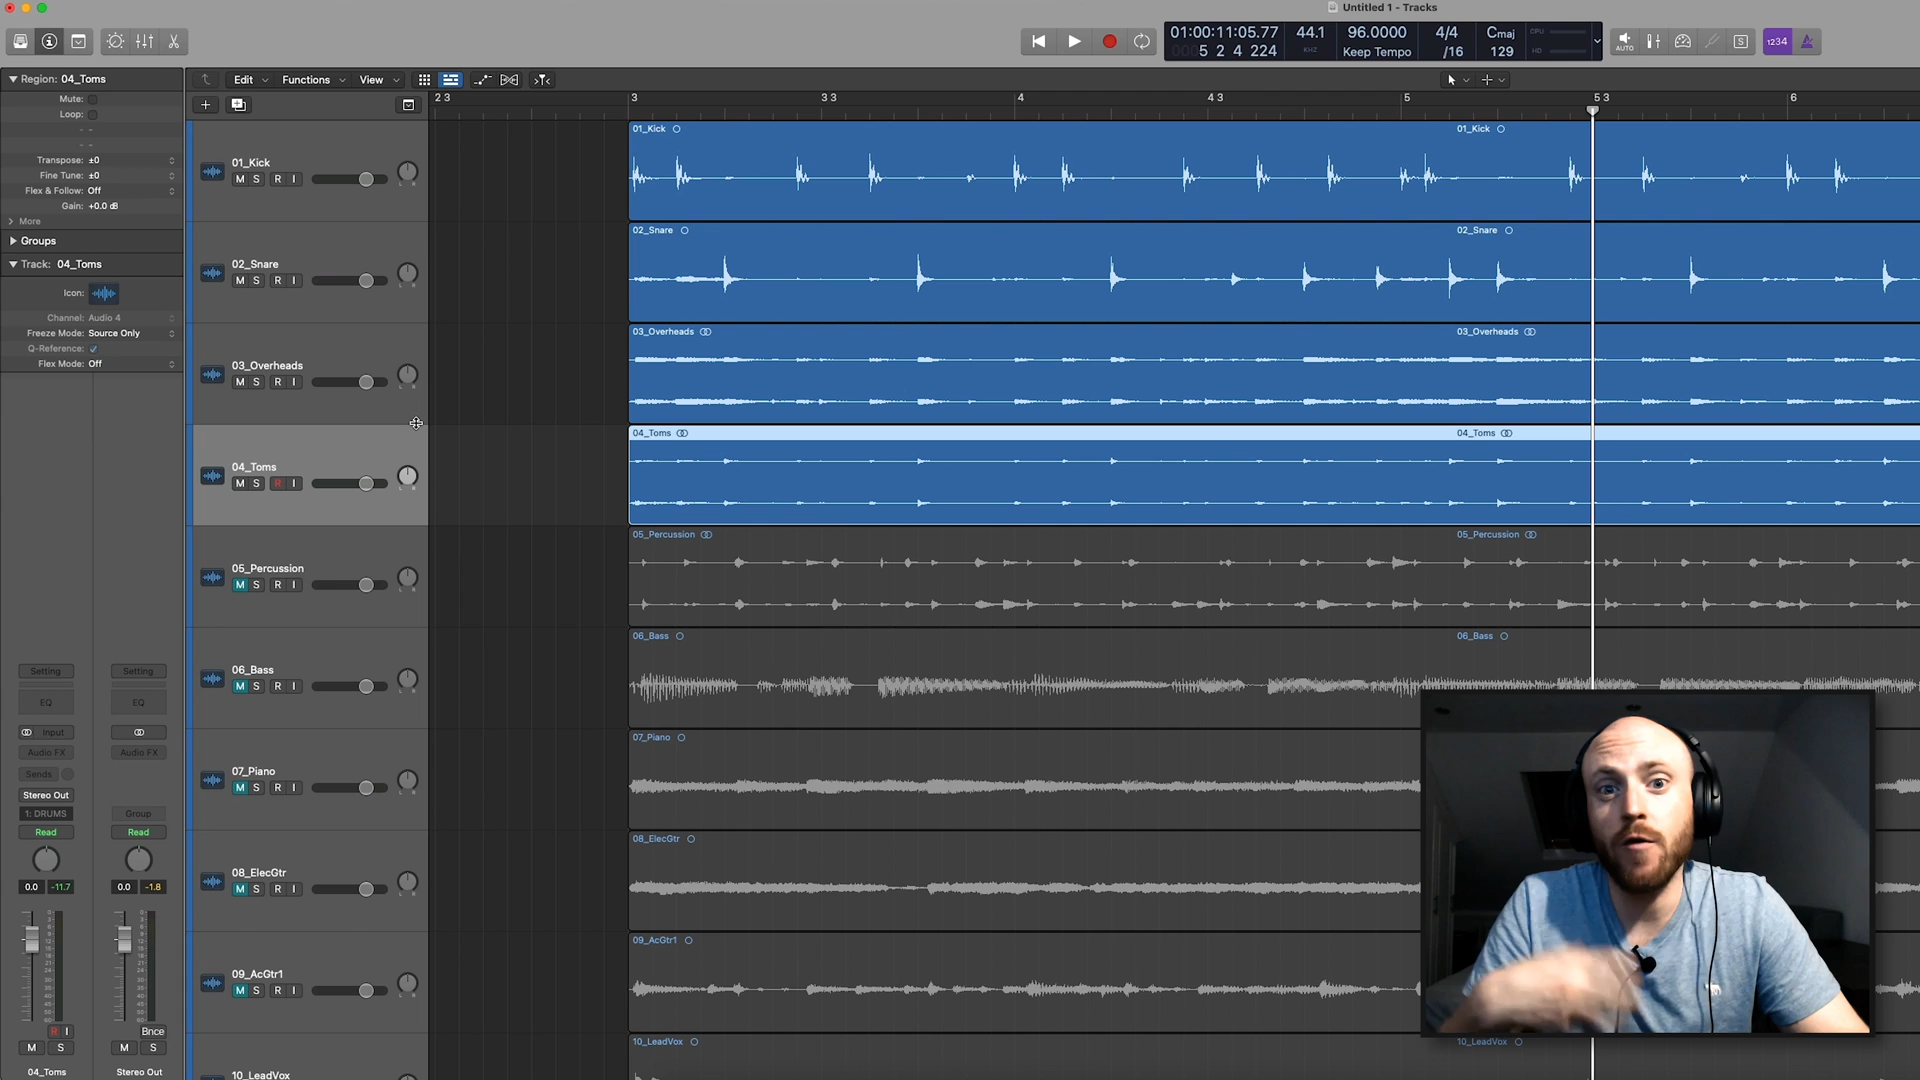 Untitled 1 - Tracks
01:00:11:05.77
5 2 4 224
44.1
KHZ
96.0000
Keep Tempo
4/4
/16
Cmaj
129
CPU
HD
AUTO
S
1234
Region: 04_Toms
Mute:
Loop:
Transpose: ±0
Fine Tune: ±0
Flex & Follow: Off
Gain: +0.0 dB
More
Groups
Track: 04_Toms
Icon:
Channel: Audio 4
Freeze Mode: Source Only
Q-Reference:
Flex Mode: Off
Edit Functions View
2 3 3 3 3 4 4 3 5 5 3 6
01_Kick
M S R I
01_Kick 01_Kick
02_Snare
M S R I
02_Snare 02_Snare
03_Overheads
M S R I
03_Overheads 03_Overheads
04_Toms
M S R I
04_Toms 04_Toms
05_Percussion
M S R I
05_Percussion 05_Percussion
06_Bass
M S R I
06_Bass 06_Bass
07_Piano
M S R I
07_Piano
08_ElecGtr
M S R I
08_ElecGtr
09_AcGtr1
M S R I
09_AcGtr1
10_LeadVox
10_LeadVox 10_LeadVox
Setting Setting
EQ EQ
Input
Audio FX Audio FX
Sends
Stereo Out
1: DRUMS Group
Read Read
0.0 -11.7 0.0 -1.8
R I Bnce
M S M S
04_Toms Stereo Out